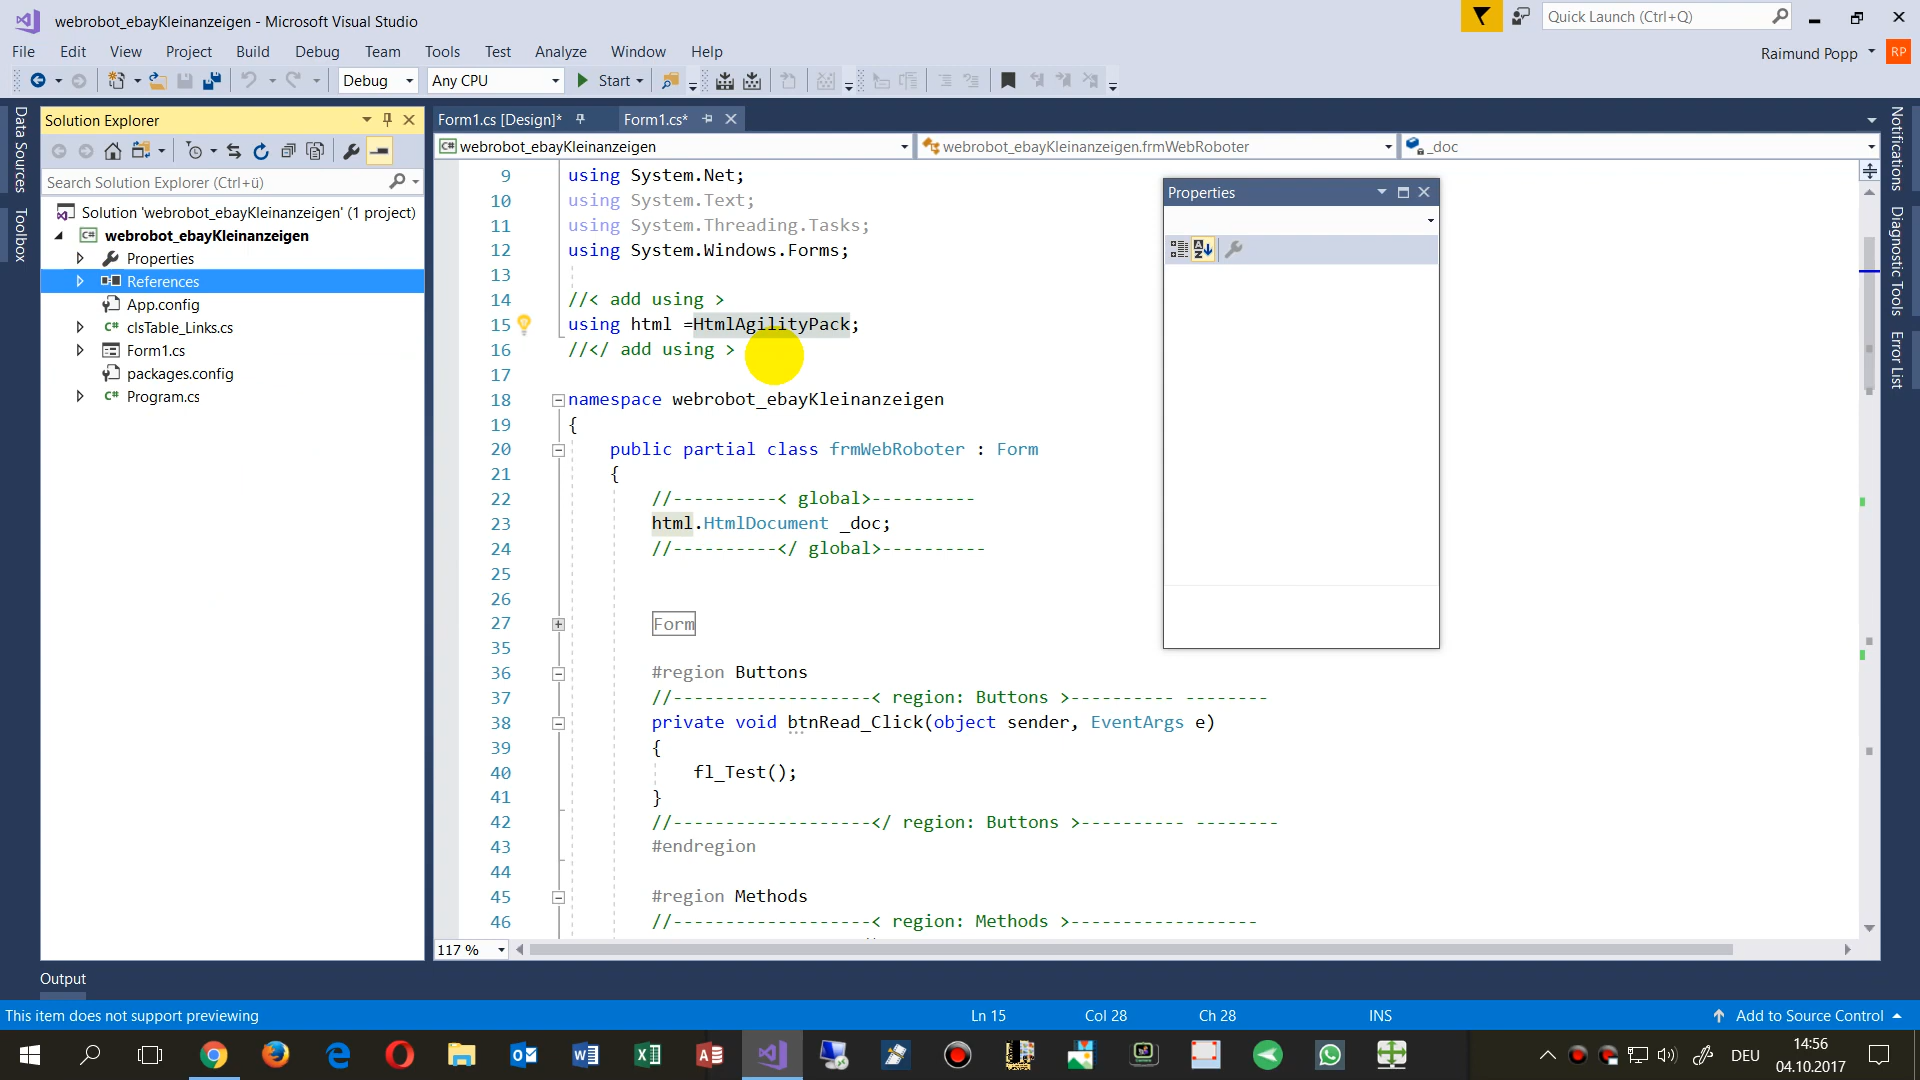 webrobot_ebayKleinanzeigen - Microsoft Visual Studio
Quick Launch (Ctrl+Q)
File Edit View Project Build Debug Team Tools Test Analyze Window Help
Raimund Popp RP
Debug Any CPU Start
Data Sources
Toolbox
Solution Explorer
Search Solution Explorer (Ctrl+ü)
Solution 'webrobot_ebayKleinanzeigen' (1 project)
webrobot_ebayKleinanzeigen
Properties
References
App.config
clsTable_Links.cs
Form1.cs
packages.config
Program.cs
Form1.cs [Design]* Form1.cs*
webrobot_ebayKleinanzeigen webrobot_ebayKleinanzeigen.frmWebRoboter _doc
9 using System.Net;
10 using System.Text;
11 using System.Threading.Tasks;
12 using System.Windows.Forms;
13
14 //< add using >
15 using html =HtmlAgilityPack;
16 //</ add using >
17
18 namespace webrobot_ebayKleinanzeigen
19 {
20 public partial class frmWebRoboter : Form
21 {
22 //----------< global>----------
23 html.HtmlDocument _doc;
24 //----------</ global>----------
25
26
27 Form
35
36 #region Buttons
37 //-------------------< region: Buttons >---------- --------
38 private void btnRead_Click(object sender, EventArgs e)
39 {
40 fl_Test();
41 }
42 //-------------------</ region: Buttons >---------- --------
43 #endregion
44
45 #region Methods
46 //-------------------< region: Methods >------------------
117 %
Properties
Notifications
Diagnostic Tools
Error List
Output
This item does not support previewing Ln 15 Col 28 Ch 28 INS Add to Source Control
DEU
14:56
04.10.2017